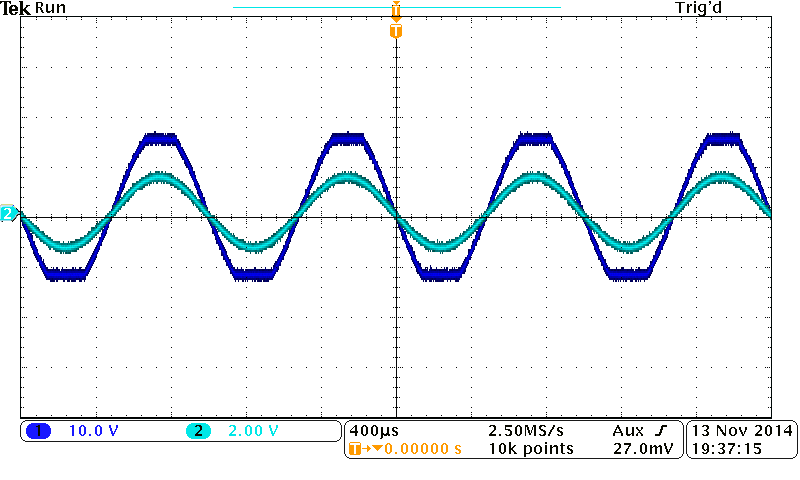 Tek Run Trig'd
T
T
2
1 10.0 V 2 2.00 V
400µs 2.50MS/s Aux ʃ 13 Nov 2014
T→▼0.00000 s 10k points 27.0mV 19:37:15